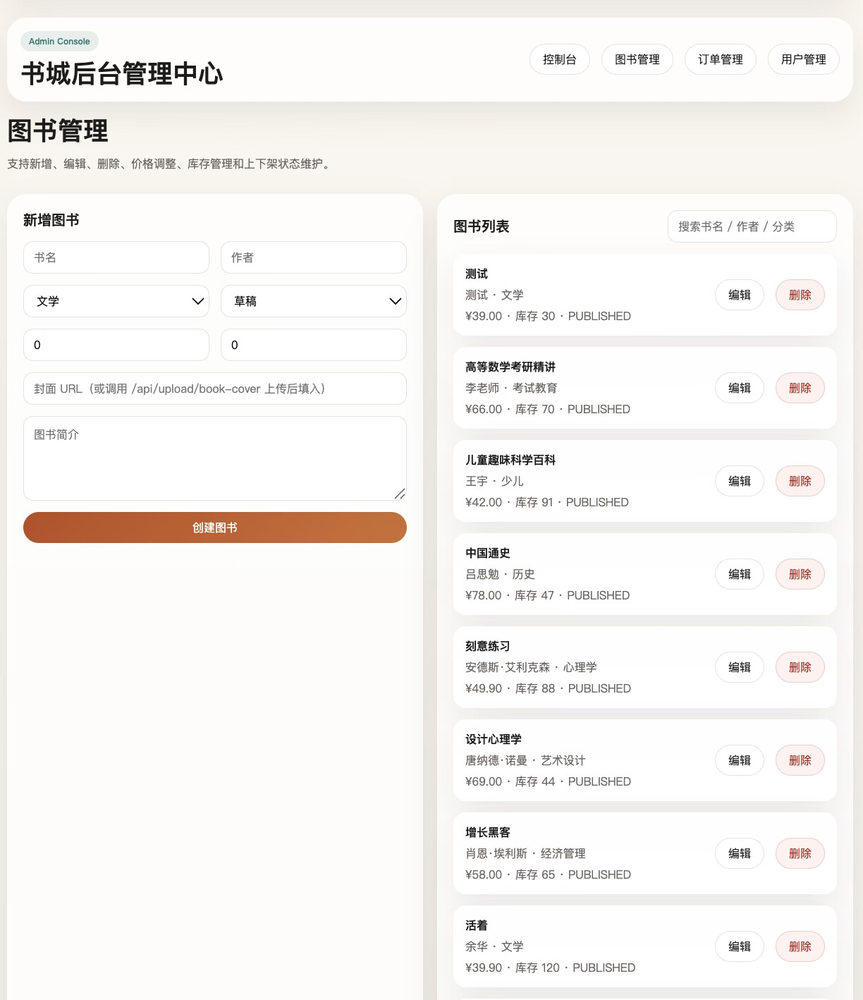 Admin Console
书城后台管理中心
控制台
图书管理
订单管理
用户管理
图书管理
支持新增、编辑、删除、价格调整、库存管理和上下架状态维护。
新增图书
书名
作者
文学
草稿
0
0
封面 URL（或调用 /api/upload/book-cover 上传后填入）
图书简介
创建图书
图书列表
搜索书名 / 作者 / 分类
测试
测试 · 文学
¥39.00 · 库存 30 · PUBLISHED
编辑
删除
高等数学考研精讲
李老师 · 考试教育
¥66.00 · 库存 70 · PUBLISHED
编辑
删除
儿童趣味科学百科
王宇 · 少儿
¥42.00 · 库存 91 · PUBLISHED
编辑
删除
中国通史
吕思勉 · 历史
¥78.00 · 库存 47 · PUBLISHED
编辑
删除
刻意练习
安德斯·艾利克森 · 心理学
¥49.90 · 库存 88 · PUBLISHED
编辑
删除
设计心理学
唐纳德·诺曼 · 艺术设计
¥69.00 · 库存 44 · PUBLISHED
编辑
删除
增长黑客
肖恩·埃利斯 · 经济管理
¥58.00 · 库存 65 · PUBLISHED
编辑
删除
活着
余华 · 文学
¥39.90 · 库存 120 · PUBLISHED
编辑
删除